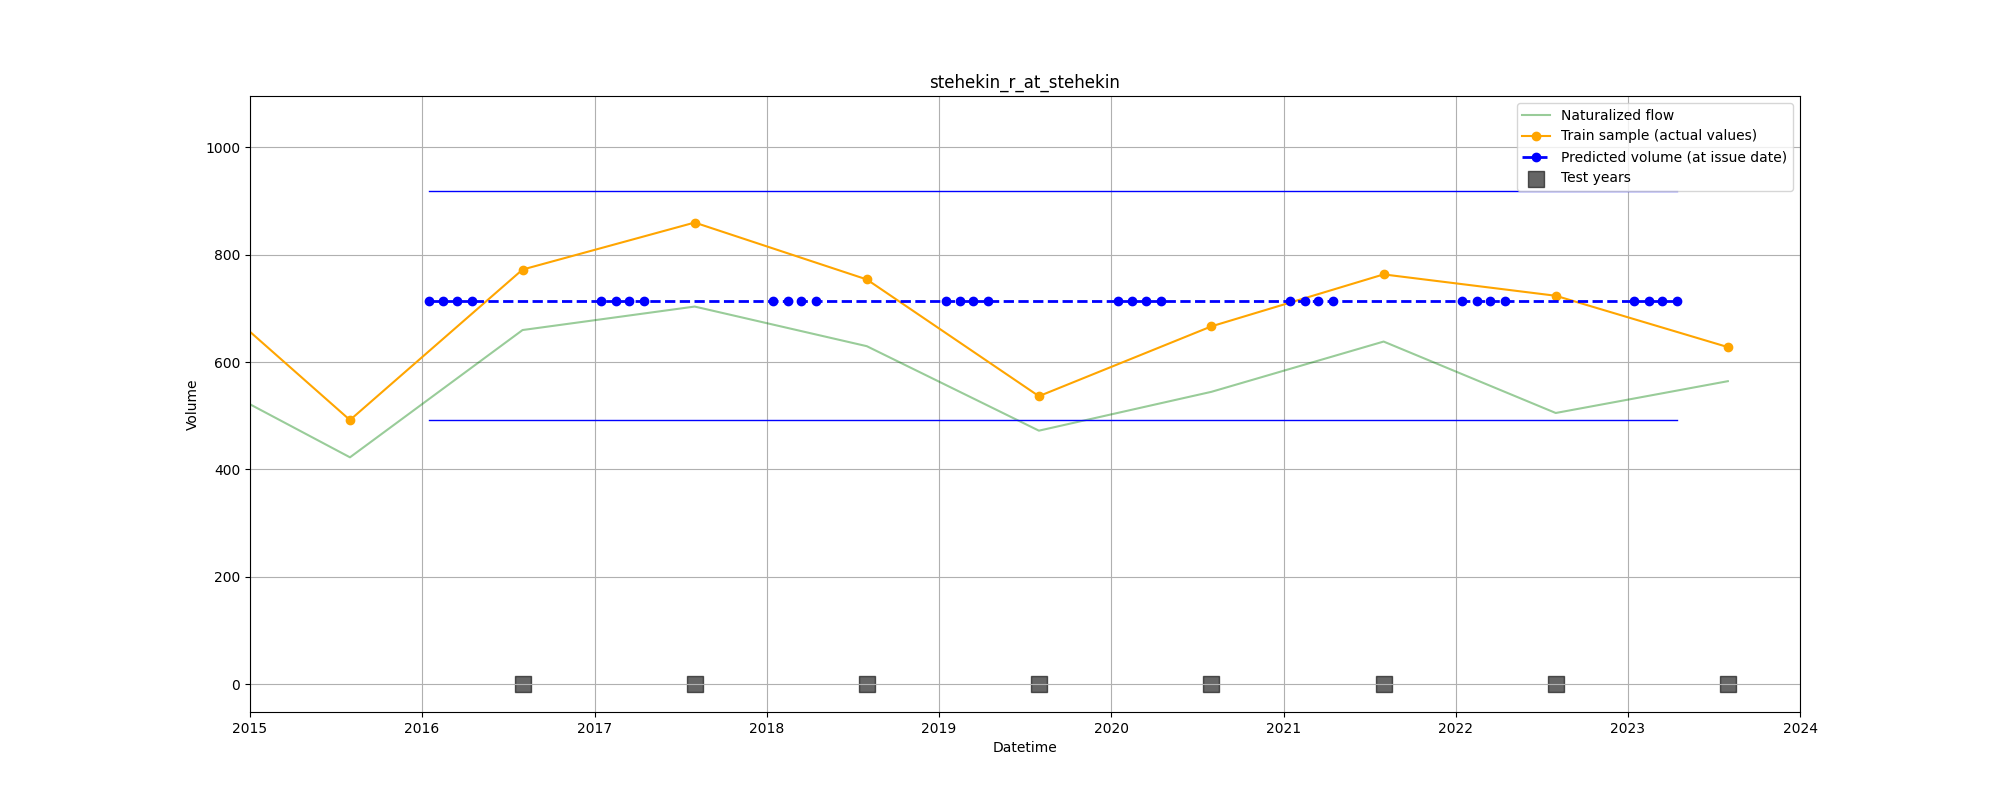 stehekin_r_at_stehekin
Naturalized flow
Train sample (actual values)
Predicted volume (at issue date)
Test years
1000
800
600
400
200
0
Volume
2015 2016 2017 2018 2019 2020 2021 2022 2023 2024
Datetime